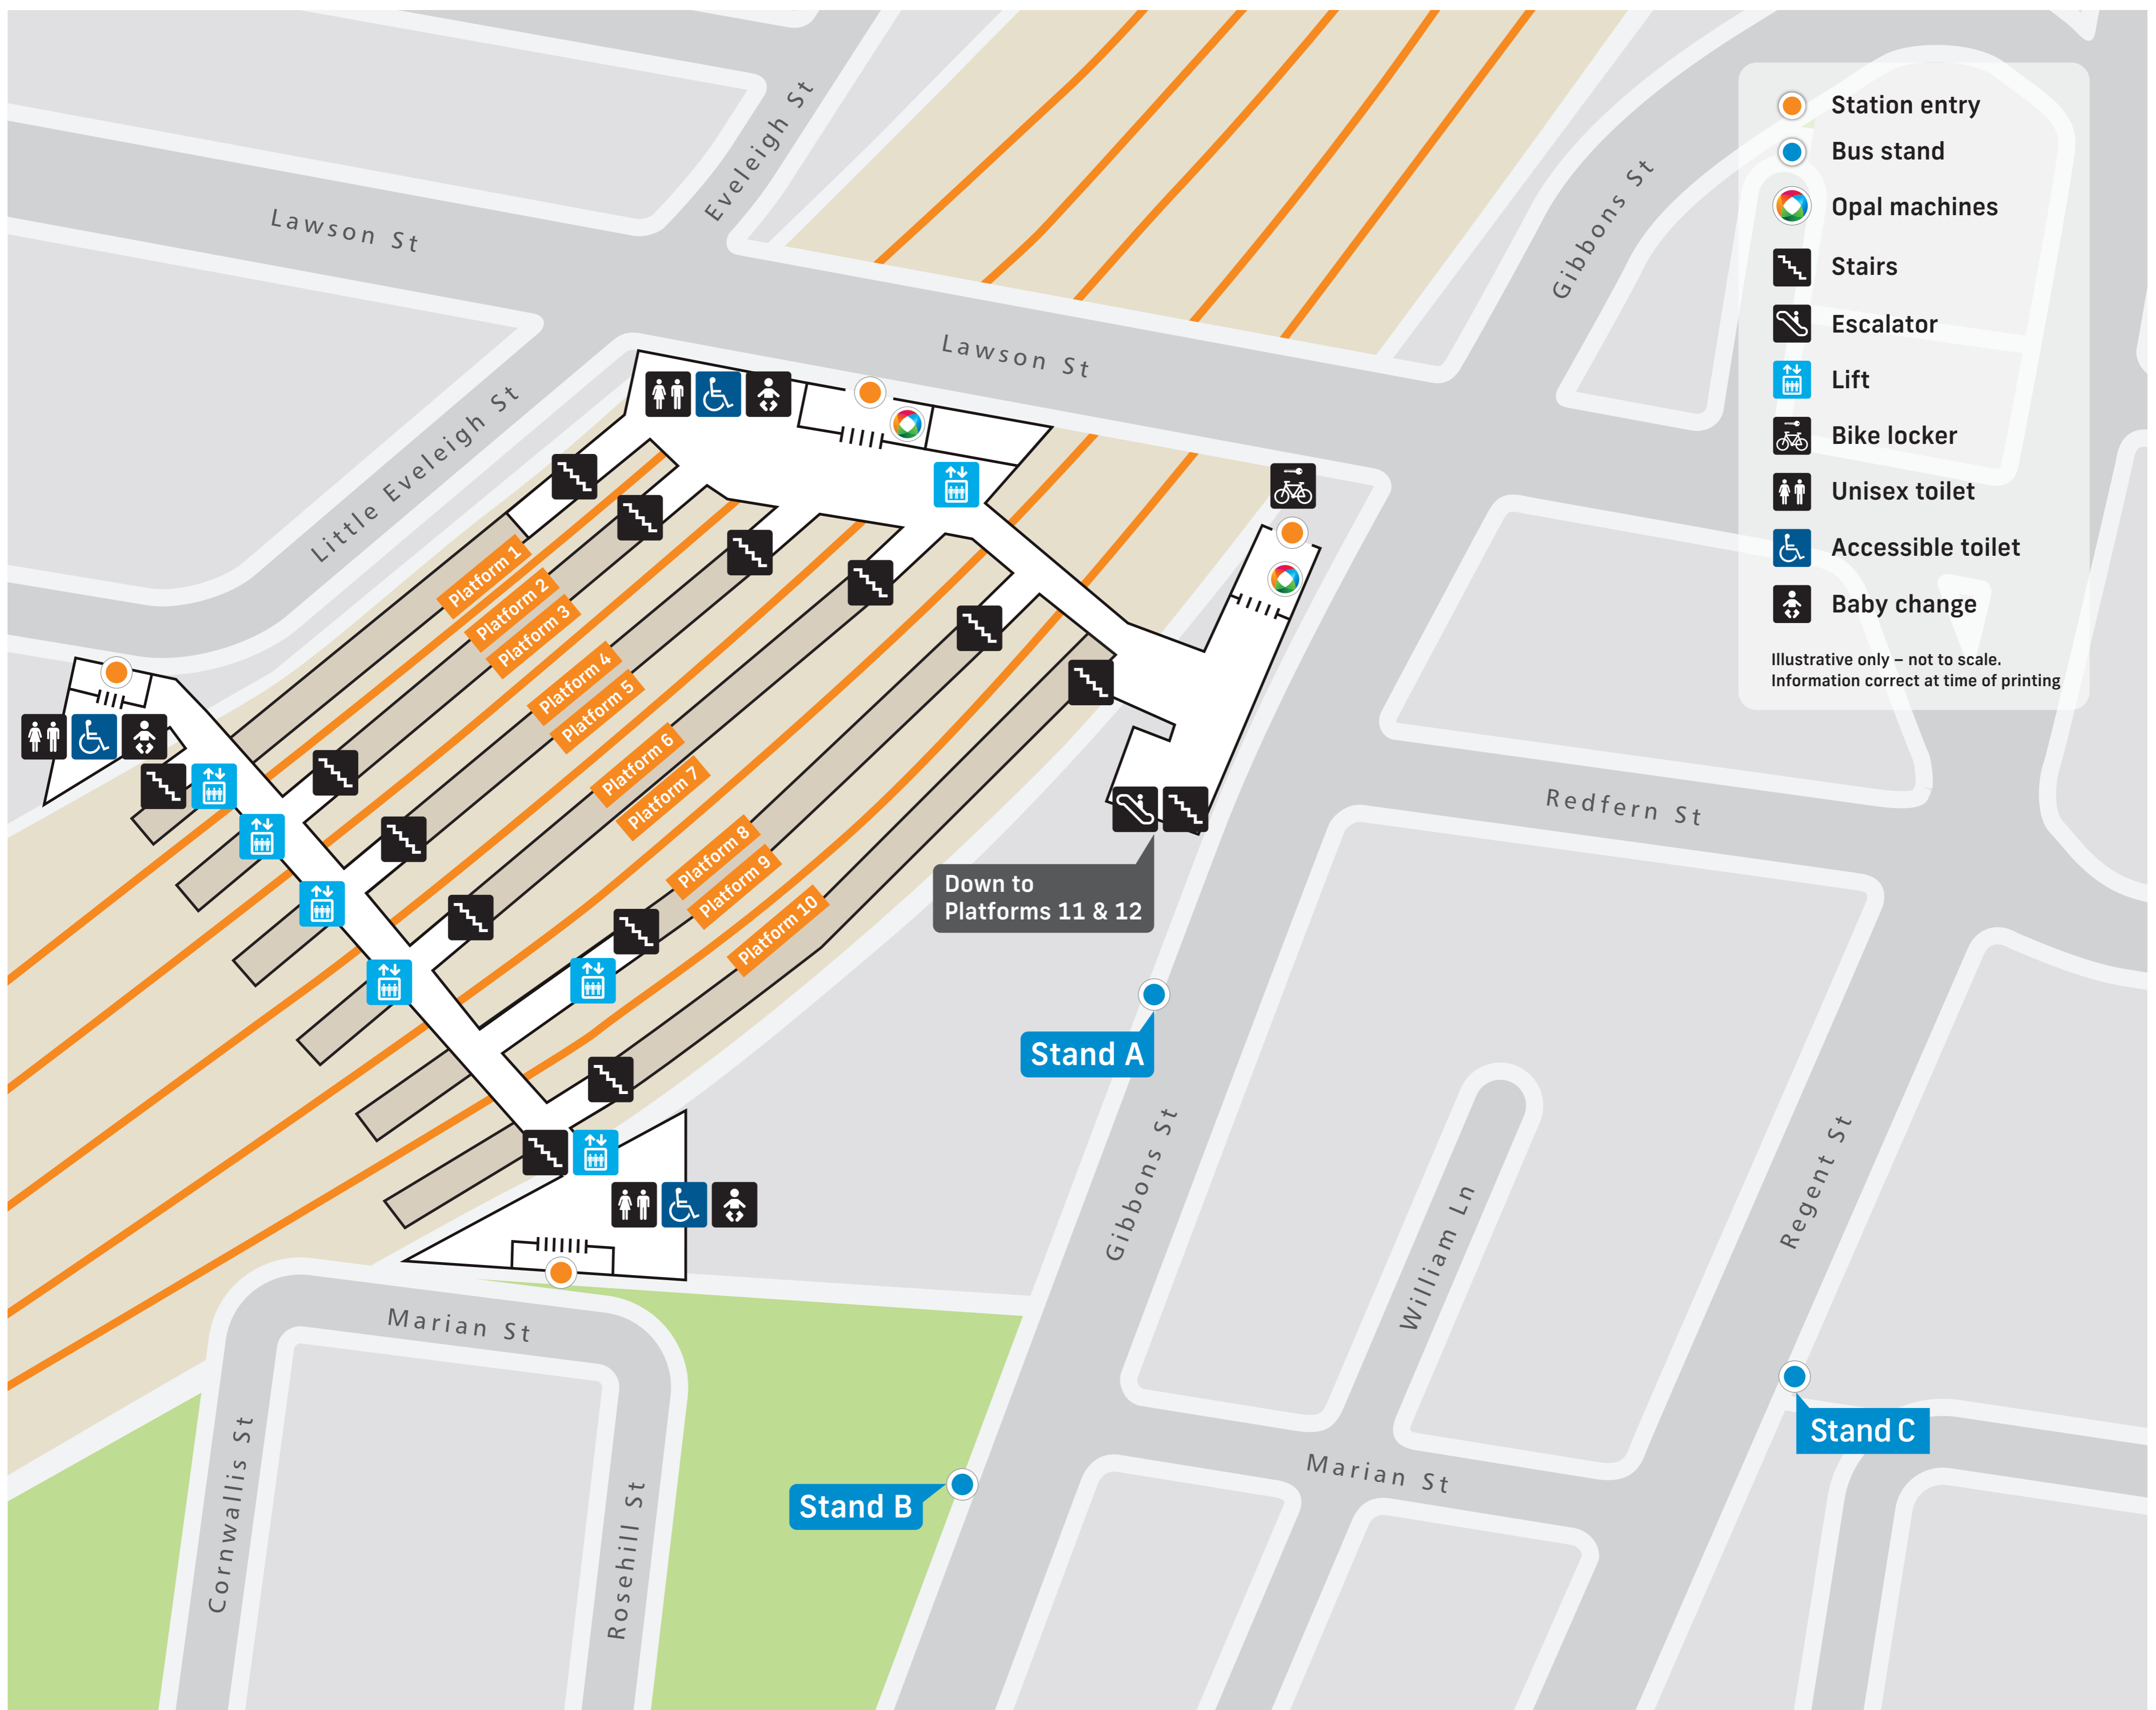 Eveleigh St
Lawson St
Gibbons St
Lawson St
Little Eveleigh St
Station entry
Bus stand
Opal machines
Stairs
Escalator
Lift
Bike locker
Unisex toilet
Accessible toilet
Baby change
Illustrative only – not to scale.
Information correct at time of printing
Platform 1
Platform 2
Platform 3
Platform 4
Platform 5
Platform 6
Platform 7
Platform 8
Platform 9
Platform 10
Redfern St
Down to
Platforms 11 & 12
Stand A
Gibbons St
William Ln
Regent St
Marian St
Stand C
Marian St
Stand B
Cornwallis St
Rosehill St